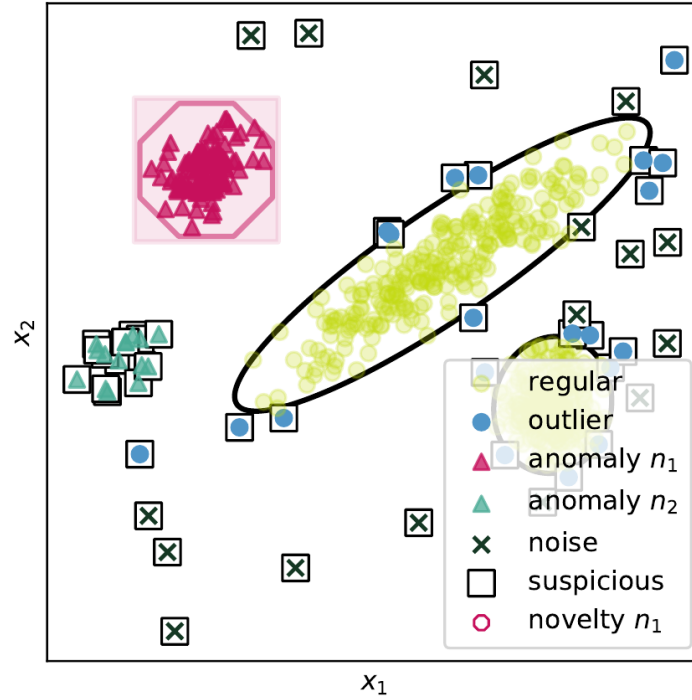 x₂
regular
outlier
anomaly n₁
anomaly n₂
noise
suspicious
novelty n₁
x₁